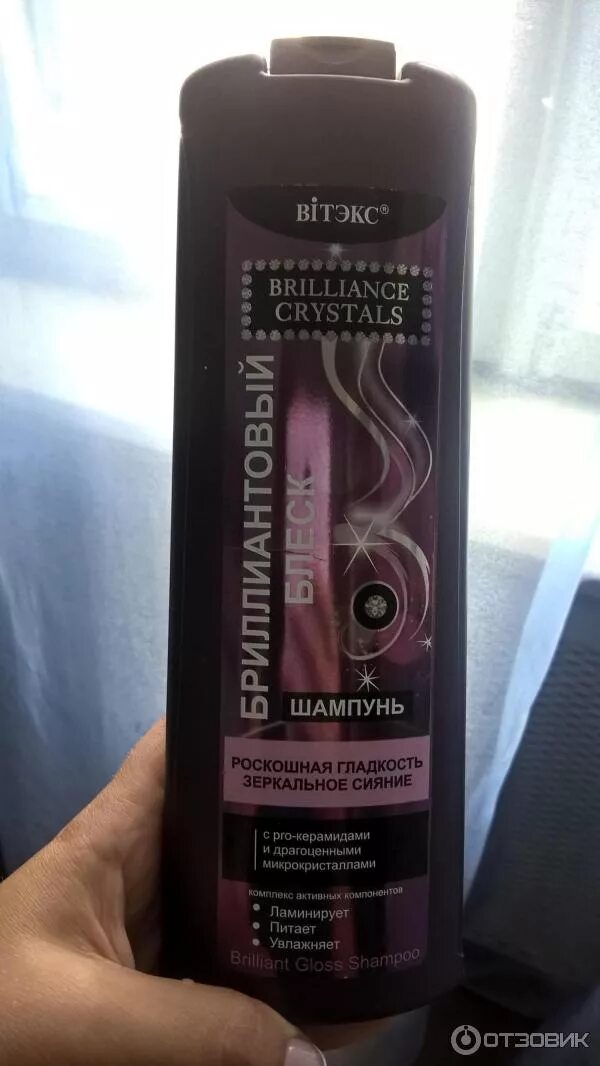 ВiТЭКС®
BRILLIANCE
CRYSTALS
БРИЛЛИАНТОВЫЙ
БЛЕСК
ШАМПУНЬ
РОСКОШНАЯ ГЛАДКОСТЬ
ЗЕРКАЛЬНОЕ СИЯНИЕ
с pro-керамидами
и драгоценными
микрокристаллами
комплекс активных компонентов
• Ламинирует
• Питает
• Увлажняет
Brilliant Gloss Shampoo
ОТЗОВИК